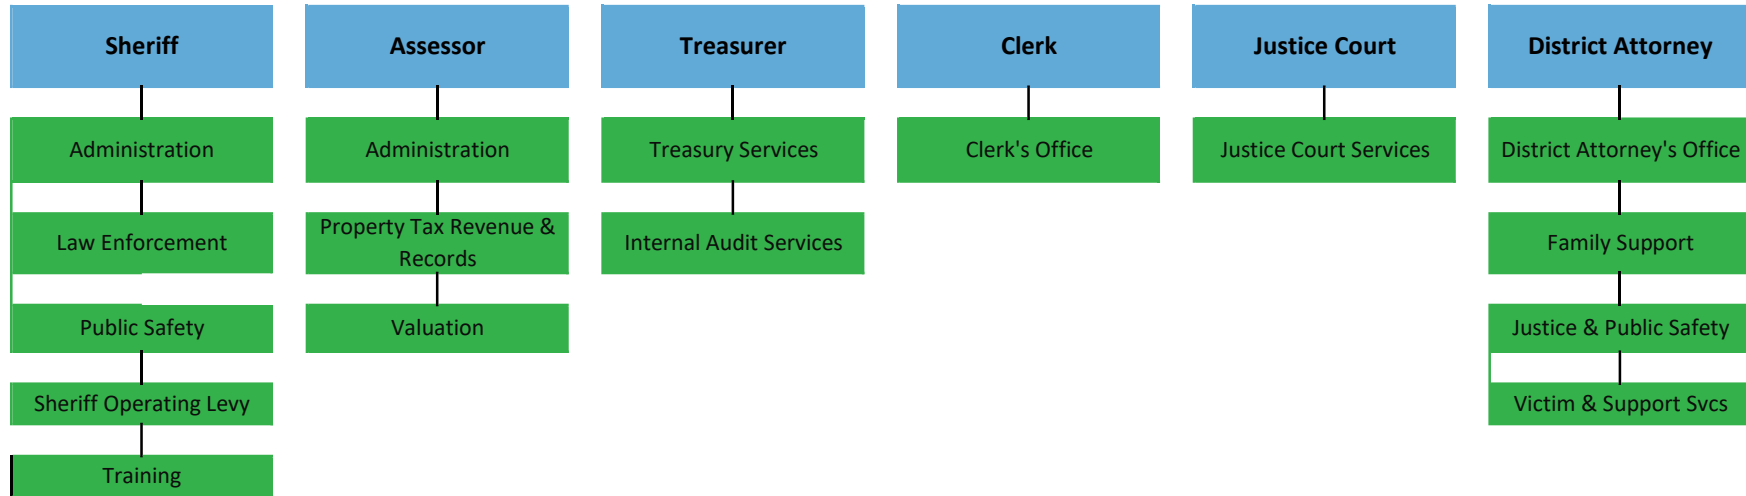 Sheriff
Assessor
Treasurer
Clerk
Justice Court
District Attorney
Administration
Administration
Treasury Services
Clerk's Office
Justice Court Services
District Attorney's Office
Law Enforcement
Property Tax Revenue &
Records
Internal Audit Services
Family Support
Public Safety
Valuation
Justice & Public Safety
Sheriff Operating Levy
Victim & Support Svcs
Training